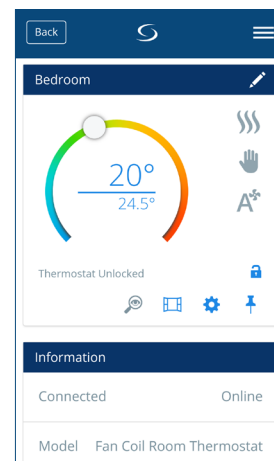 Back
Bedroom
20°
24.5°
A
Thermostat Unlocked
Information
Connected Online
Model Fan Coil Room Thermostat